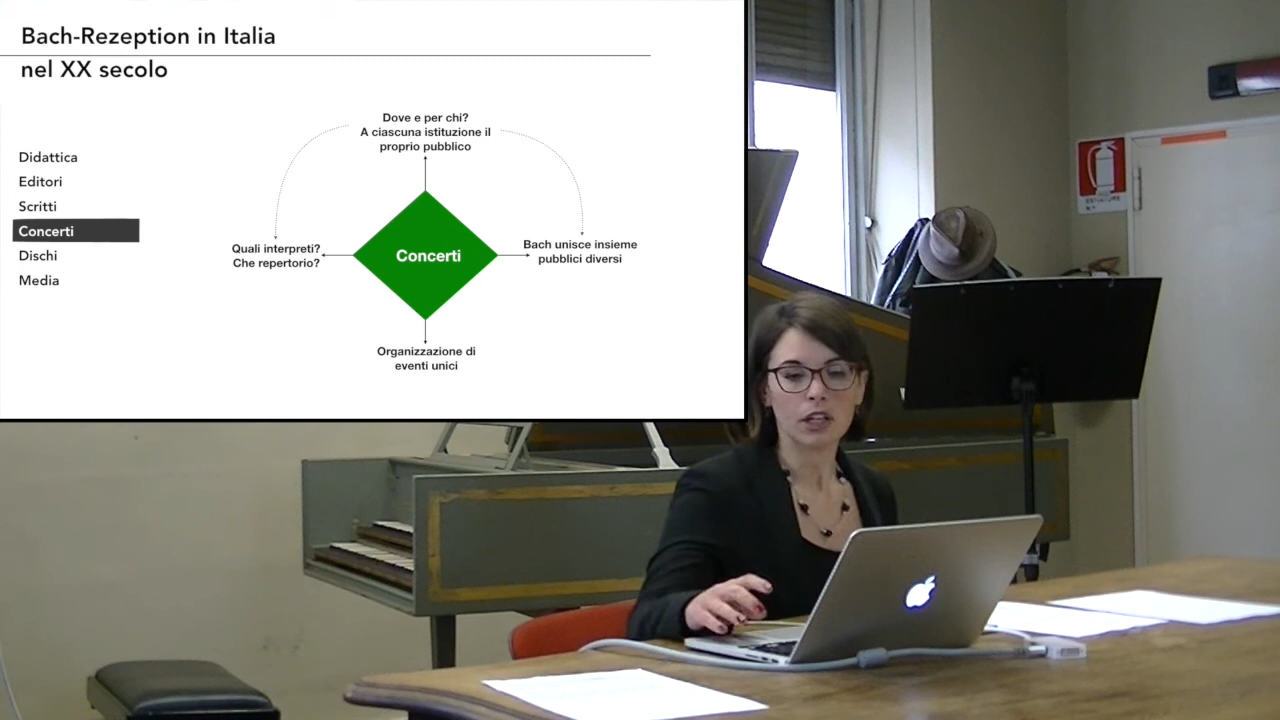 Bach-Rezeption in Italia
nel XX secolo
Didattica
Editori
Scritti
Concerti
Dischi
Media
Dove e per chi?
A ciascuna istituzione il
proprio pubblico
Quali interpreti?
Che repertorio?
Concerti
Bach unisce insieme
pubblici diversi
Organizzazione di
eventi unici
ESTINTORE